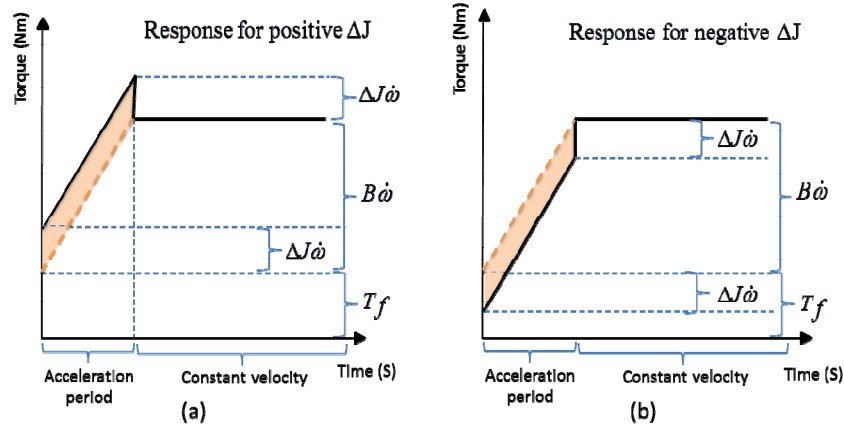 Response for positive ΔJ
Torque (Nm)
ΔJω̇
Bω̇
ΔJω̇
Tf
Acceleration period
Constant velocity
Time (S)
(a)
Response for negative ΔJ
Torque (Nm)
ΔJω̇
Bω̇
ΔJω̇
Tf
Acceleration period
Constant velocity
Time (S)
(b)